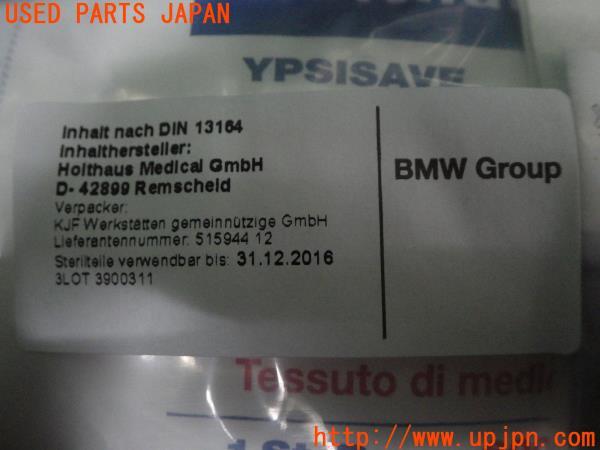 USED PARTS JAPAN
YPSISAVE
Inhalt nach DIN 13164
Inhalthersteller:
Holthaus Medical GmbH
D- 42899 Remscheid
Verpacker:
KJF Werkstätten gemeinnützige GmbH
Lieferantennummer: 515944 12
Sterilteile verwendbar bis: 31.12.2016
3LOT 3900311
BMW Group
Tessuto di medic
http://www.upjpn.com/